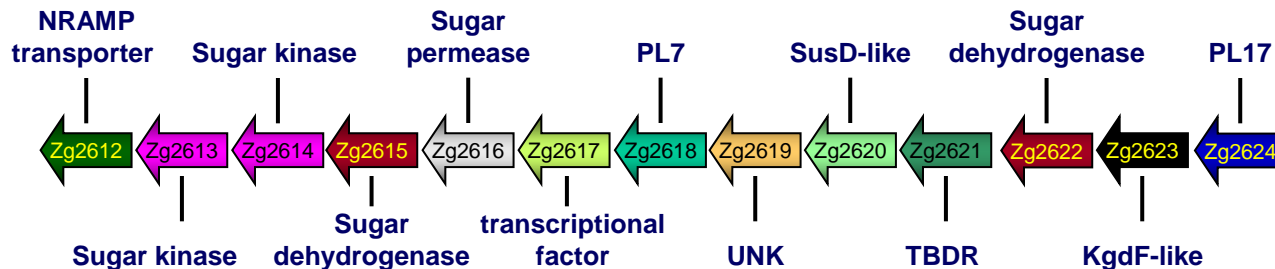 NRAMP
transporter
Sugar kinase
Sugar
permease
PL7
SusD-like
Sugar
dehydrogenase
PL17
Zg2612
Zg2613
Zg2614
Zg2615
Zg2616
Zg2617
Zg2618
Zg2619
Zg2620
Zg2621
Zg2622
Zg2623
Zg2624
Sugar kinase
Sugar
dehydrogenase
transcriptional
factor
UNK
TBDR
KgdF-like